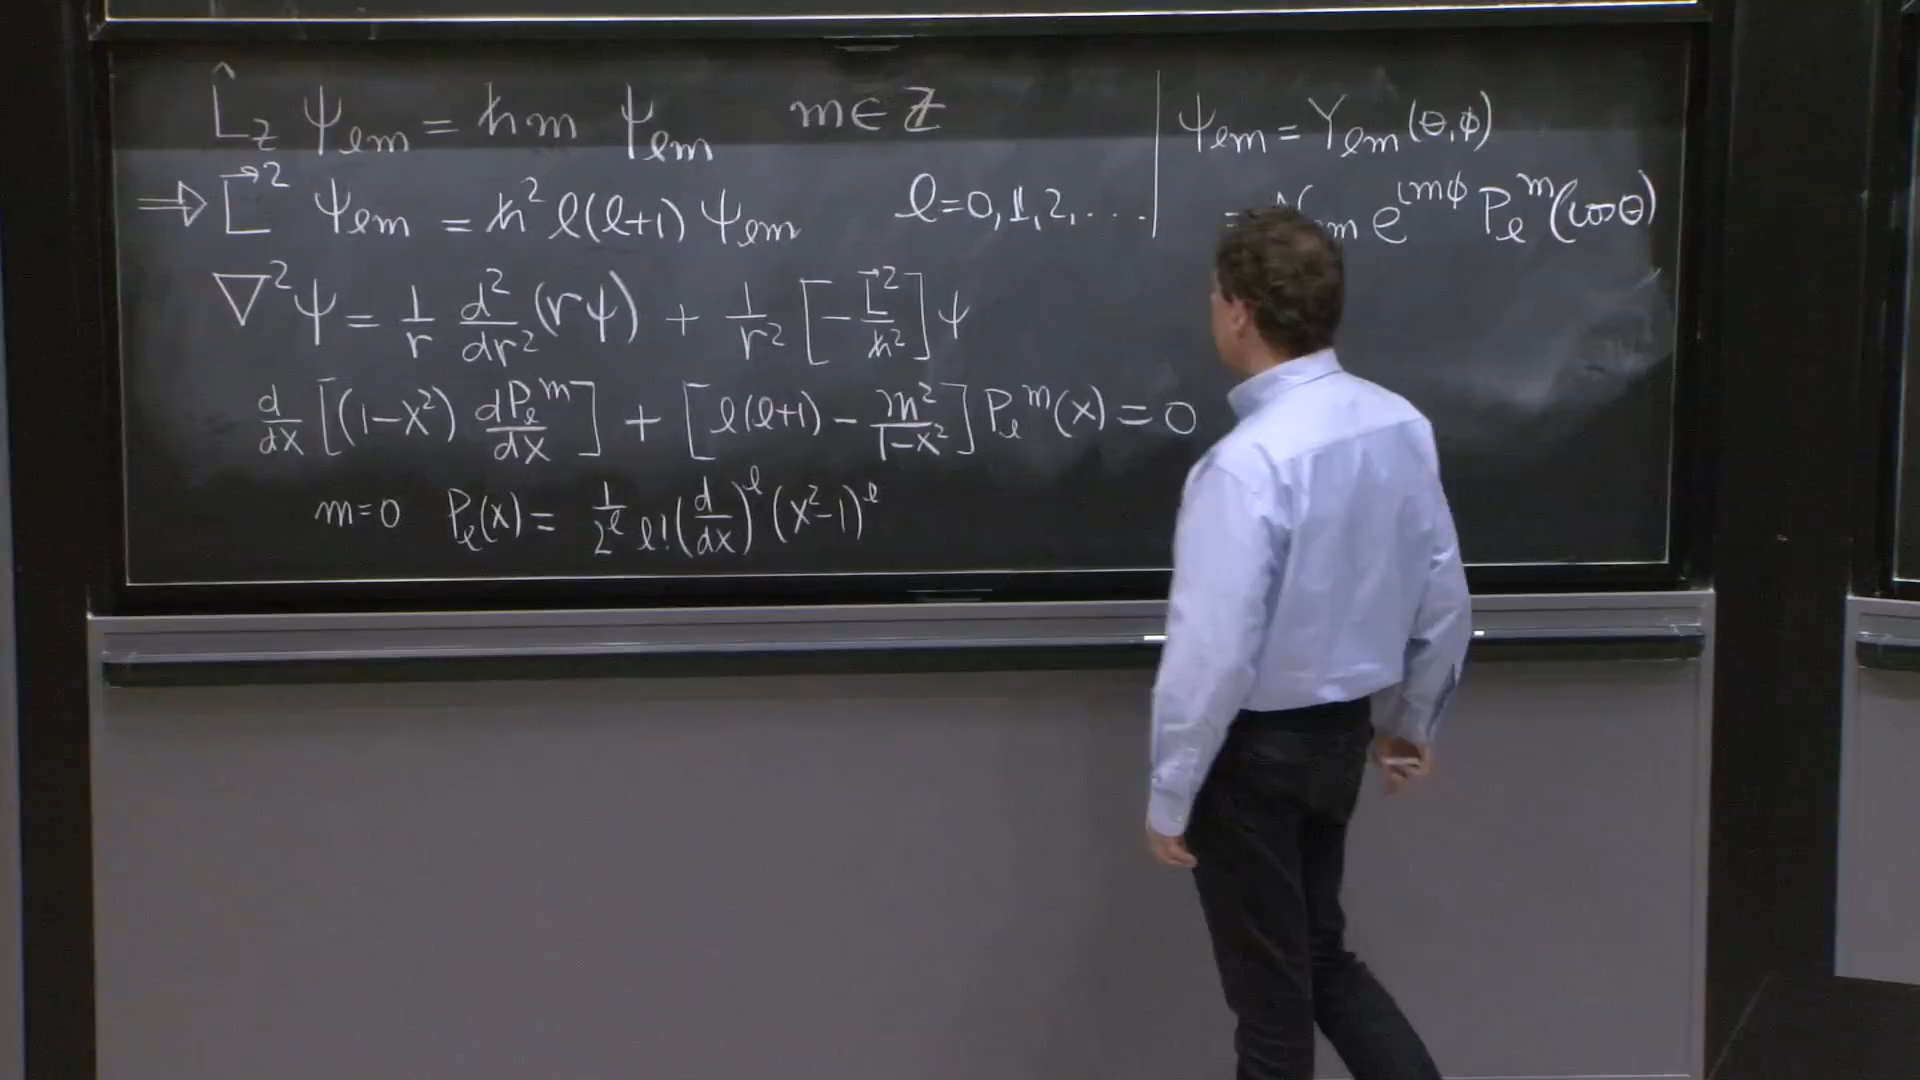 L̂_z ψ_ℓm = ħm ψ_ℓm   m∈ℤ
⇒ L⃗² ψ_ℓm = ħ² ℓ(ℓ+1) ψ_ℓm   ℓ=0,1,2,....
∇²ψ = 1/r d²/dr² (rψ) + 1/r² [-L⃗²/ħ²] ψ
d/dx [(1-x²) dP_ℓ^m/dx] + [ℓ(ℓ+1) - m²/(1-x²)] P_ℓ^m(x) = 0
m=0   P_ℓ(x) = 1/(2^ℓ ℓ!) (d/dx)^ℓ (x²-1)^ℓ
ψ_ℓm = Y_ℓm(θ,φ)
= m e^{imφ} P_ℓ^m(cosθ)